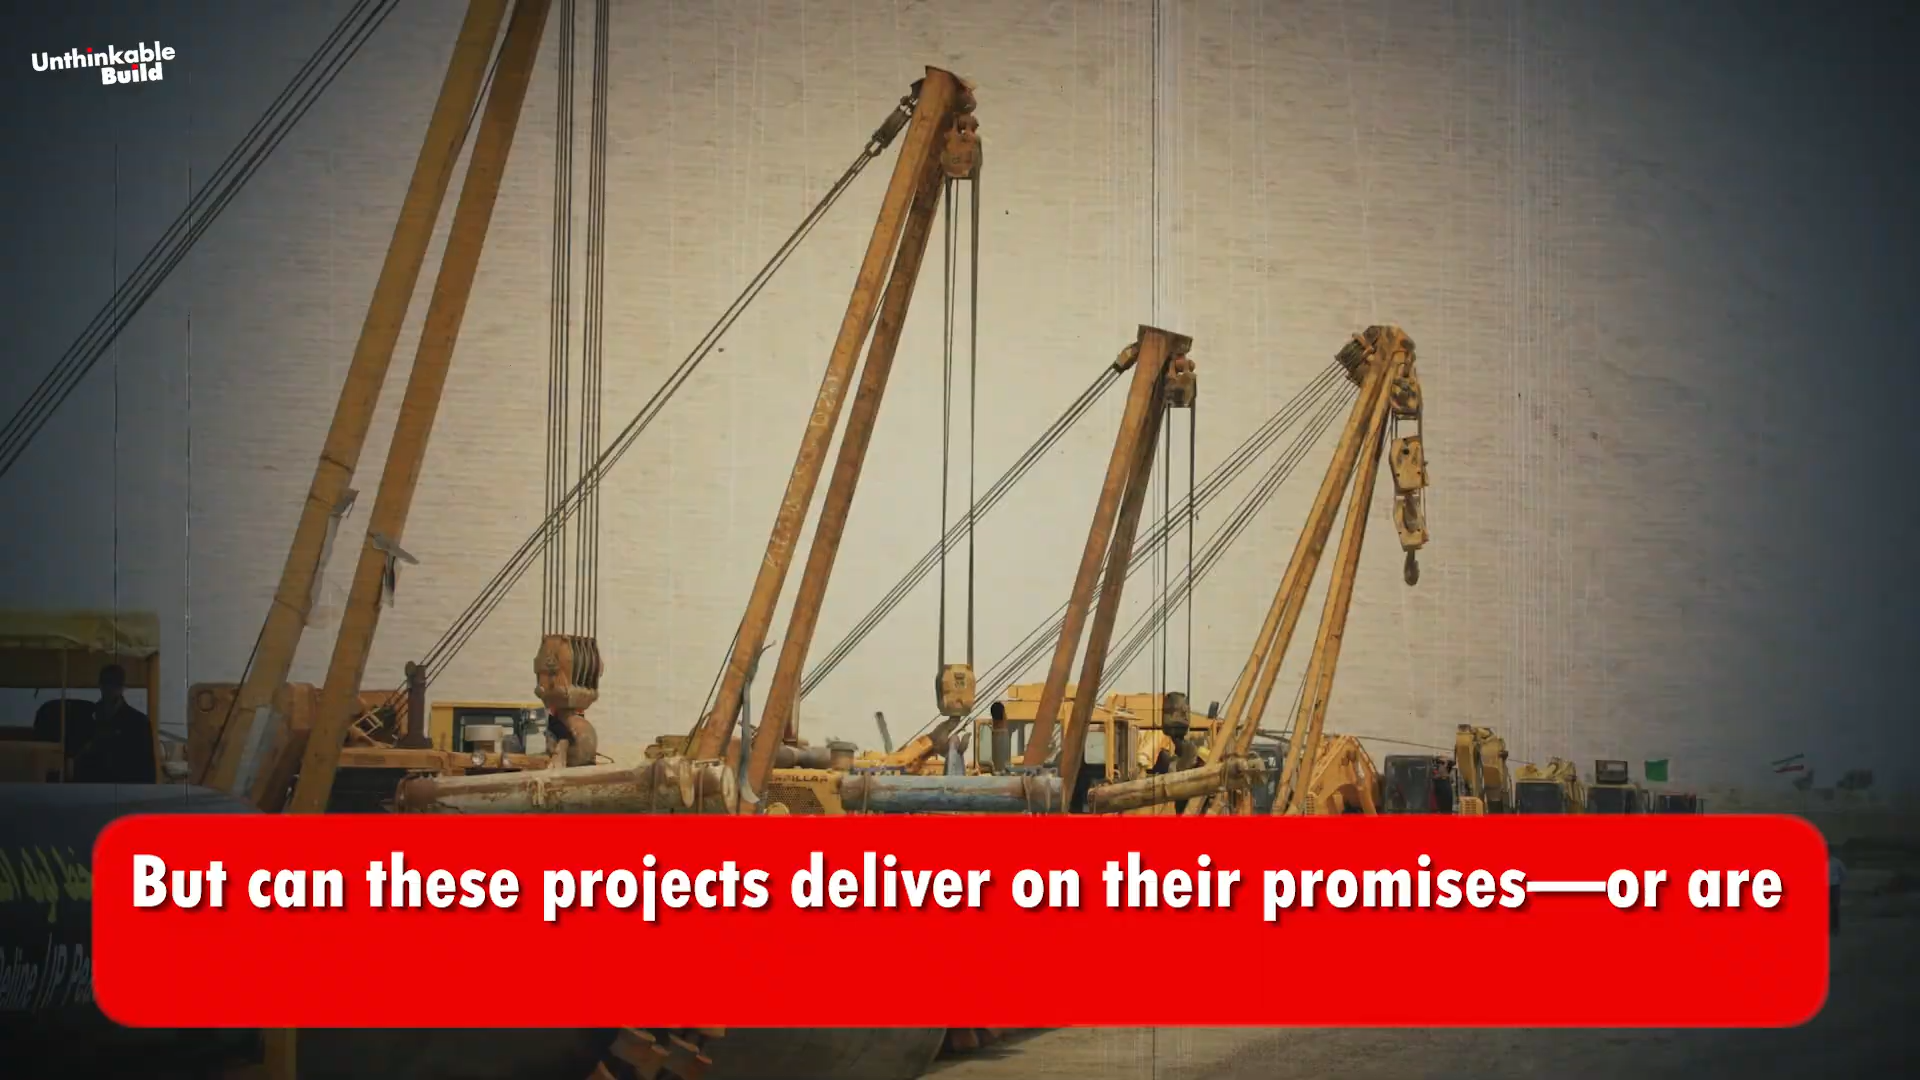 Unthinkable
Build
But can these projects deliver on their promises—or are